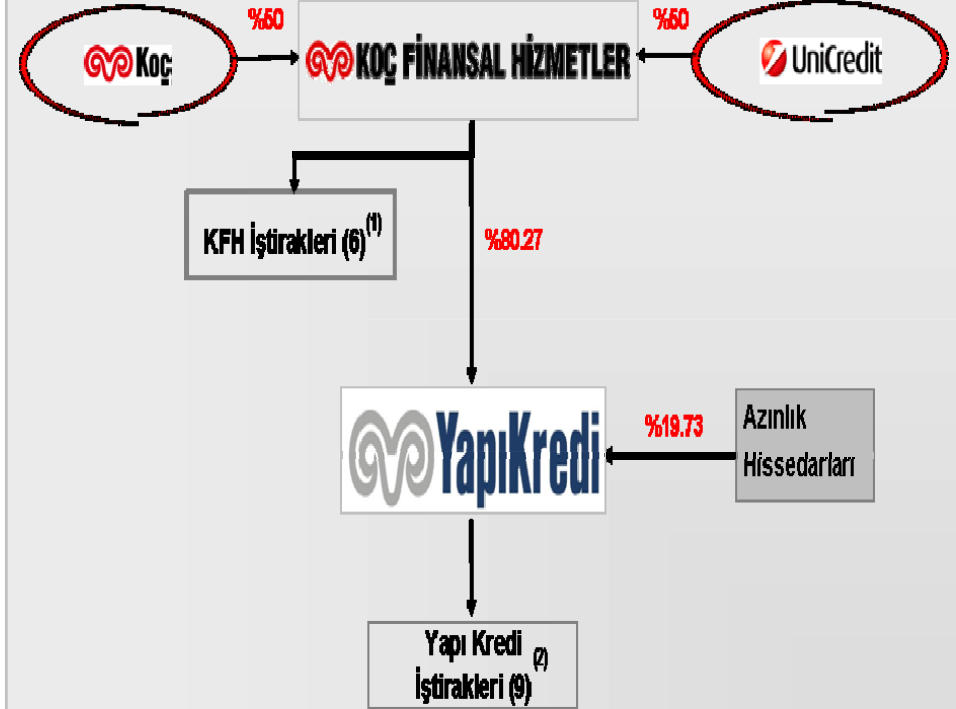 %50
%50
Koç
KOÇ FİNANSAL HİZMETLER
UniCredit
KFH İştirakleri (6)(1)
%80.27
YapıKredi
%19.73
Azınlık
Hissedarları
Yapı Kredi
İştirakleri (9)(2)